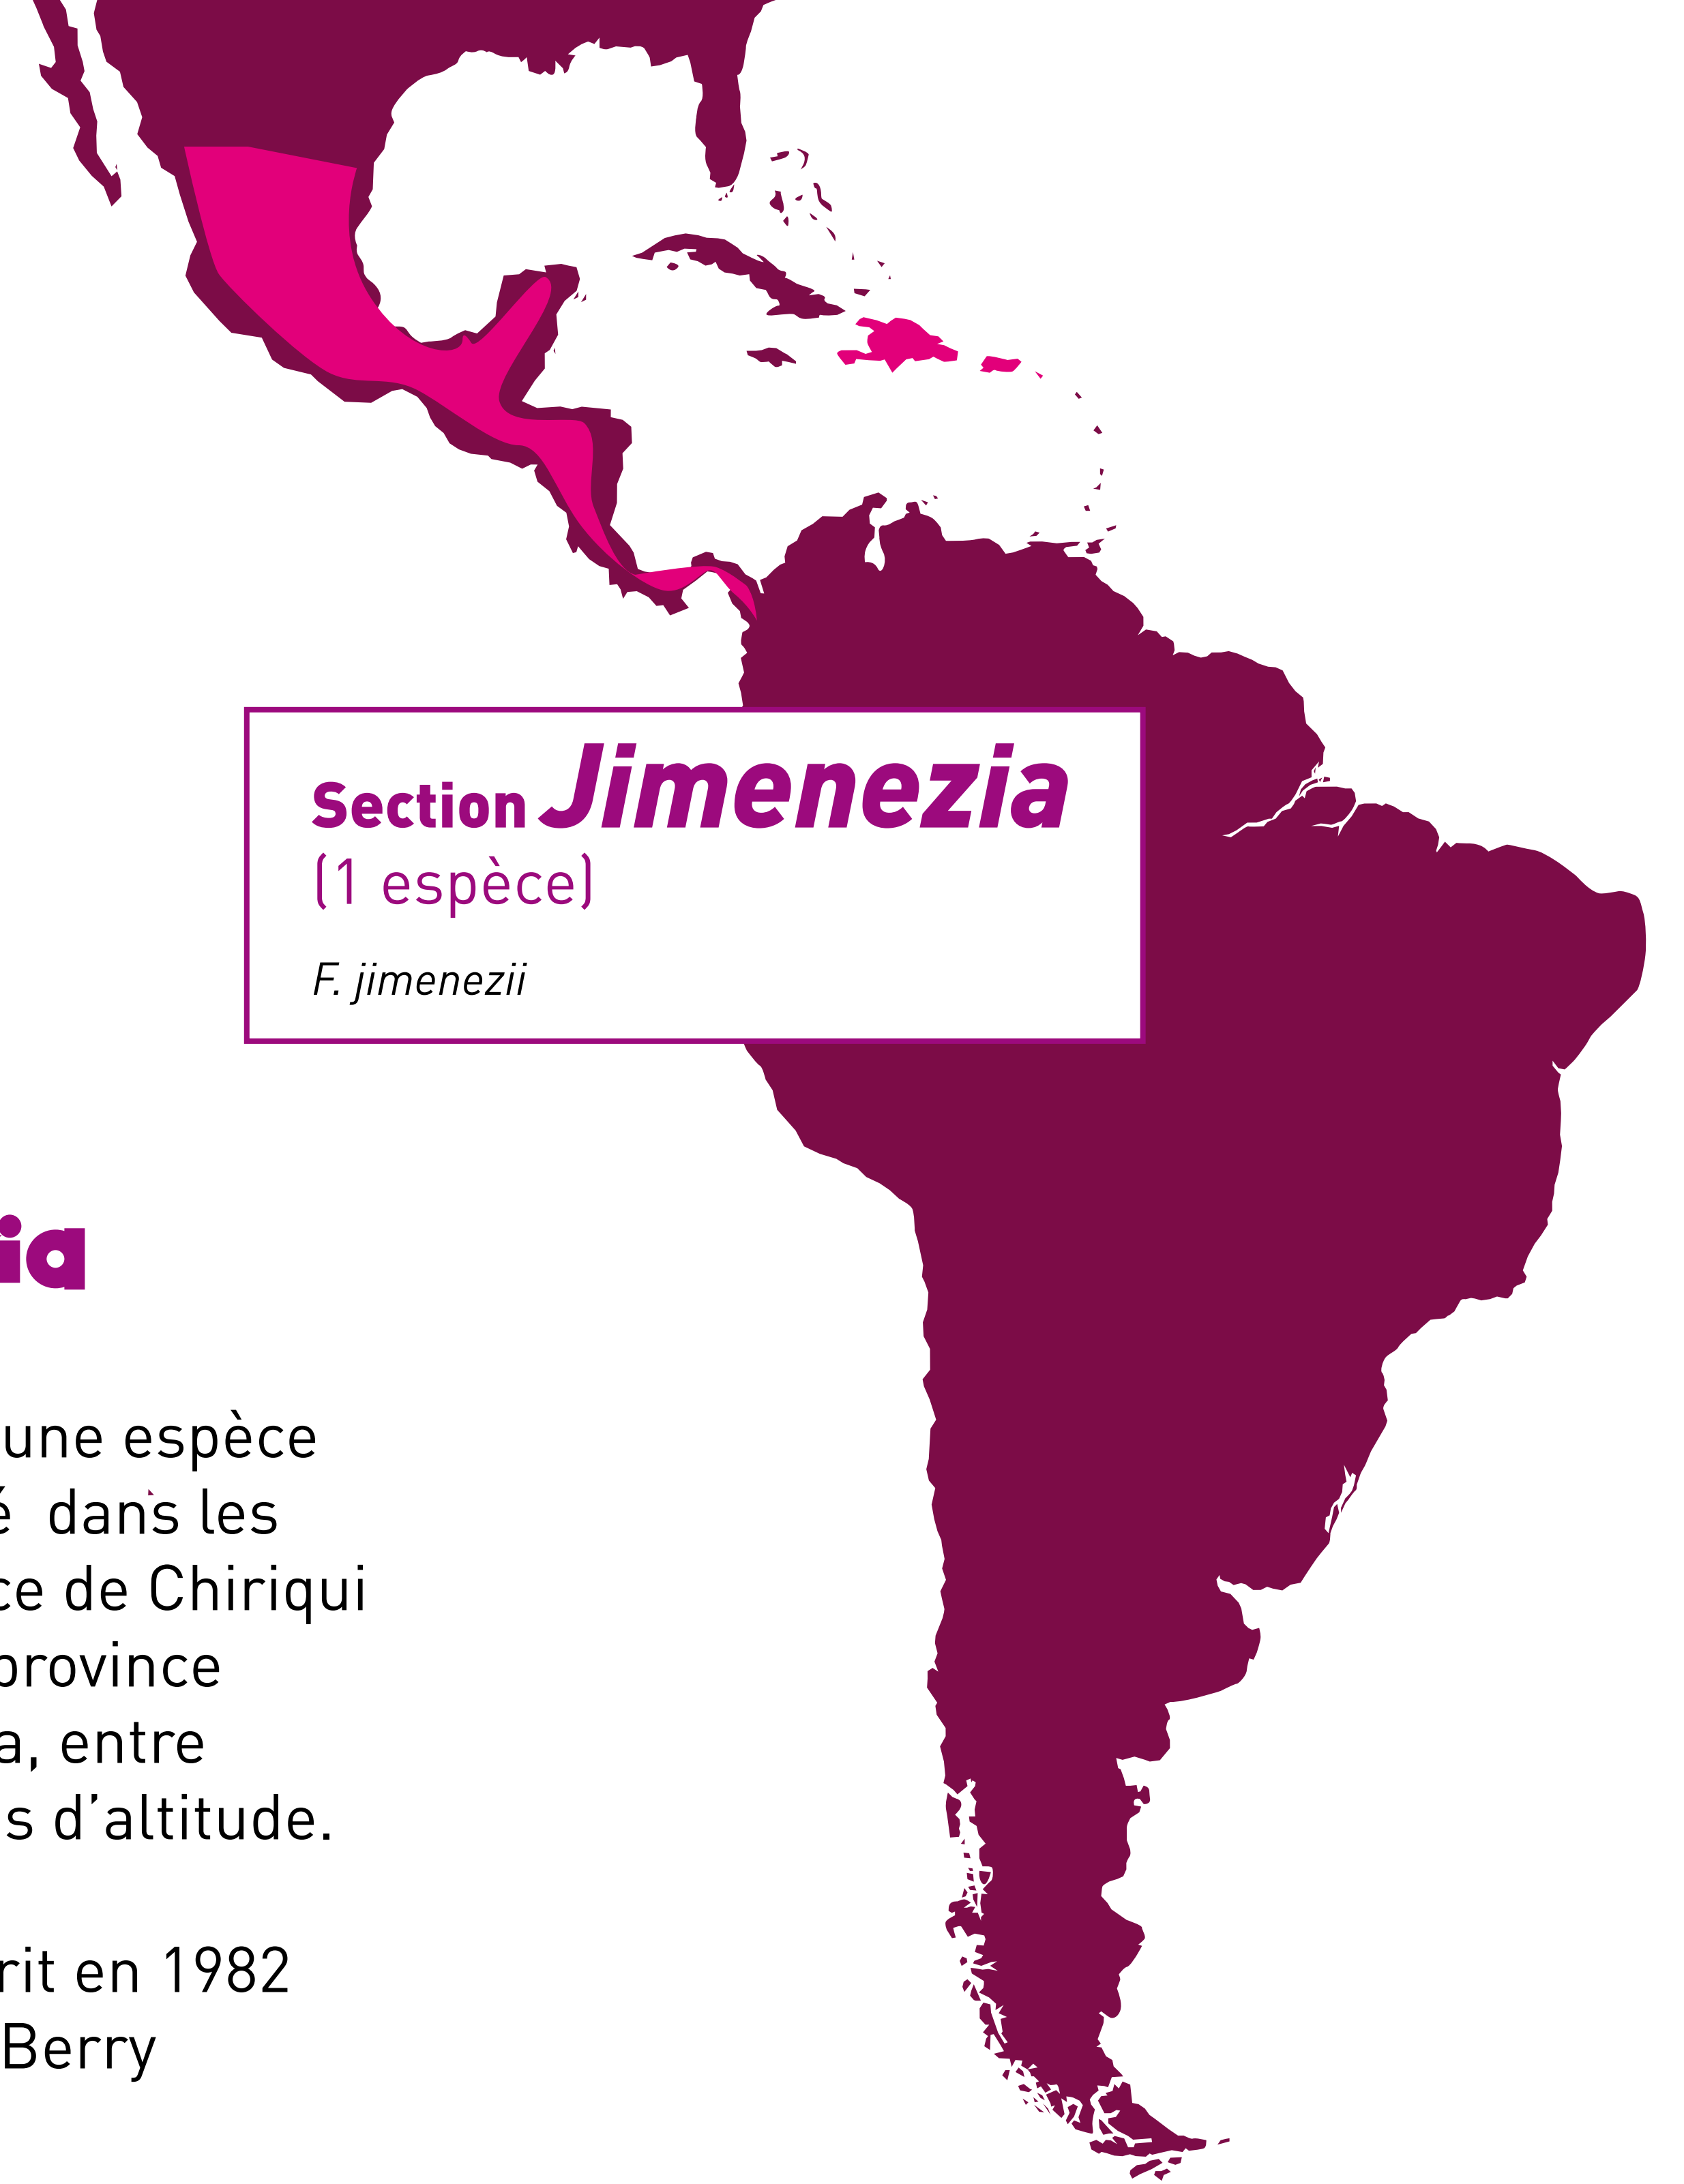 Section Jimenezia
(1 espèce)
F. jimenezii
ia
une espèce
é dans les
ce de Chiriqui
province
a, entre
s d’altitude.
rit en 1982
Berry